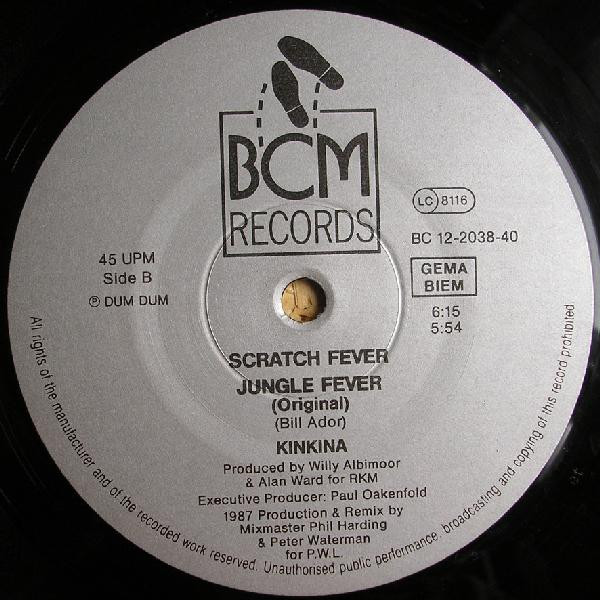 BCM
RECORDS
LC 8116
BC 12-2038-40
GEMA
BIEM
6:15
5:54
45 UPM
Side B
℗ DUM DUM
SCRATCH FEVER
JUNGLE FEVER
(Original)
(Bill Ador)
KINKINA
Produced by Willy Albimoor
& Alan Ward for RKM
Executive Producer: Paul Oakenfold
1987 Production & Remix by
Mixmaster Phil Harding
& Peter Waterman
for P.W.L.
All rights of the manufacturer and of the recorded work reserved. Unauthorised public performance, broadcasting and copying of this record prohibited